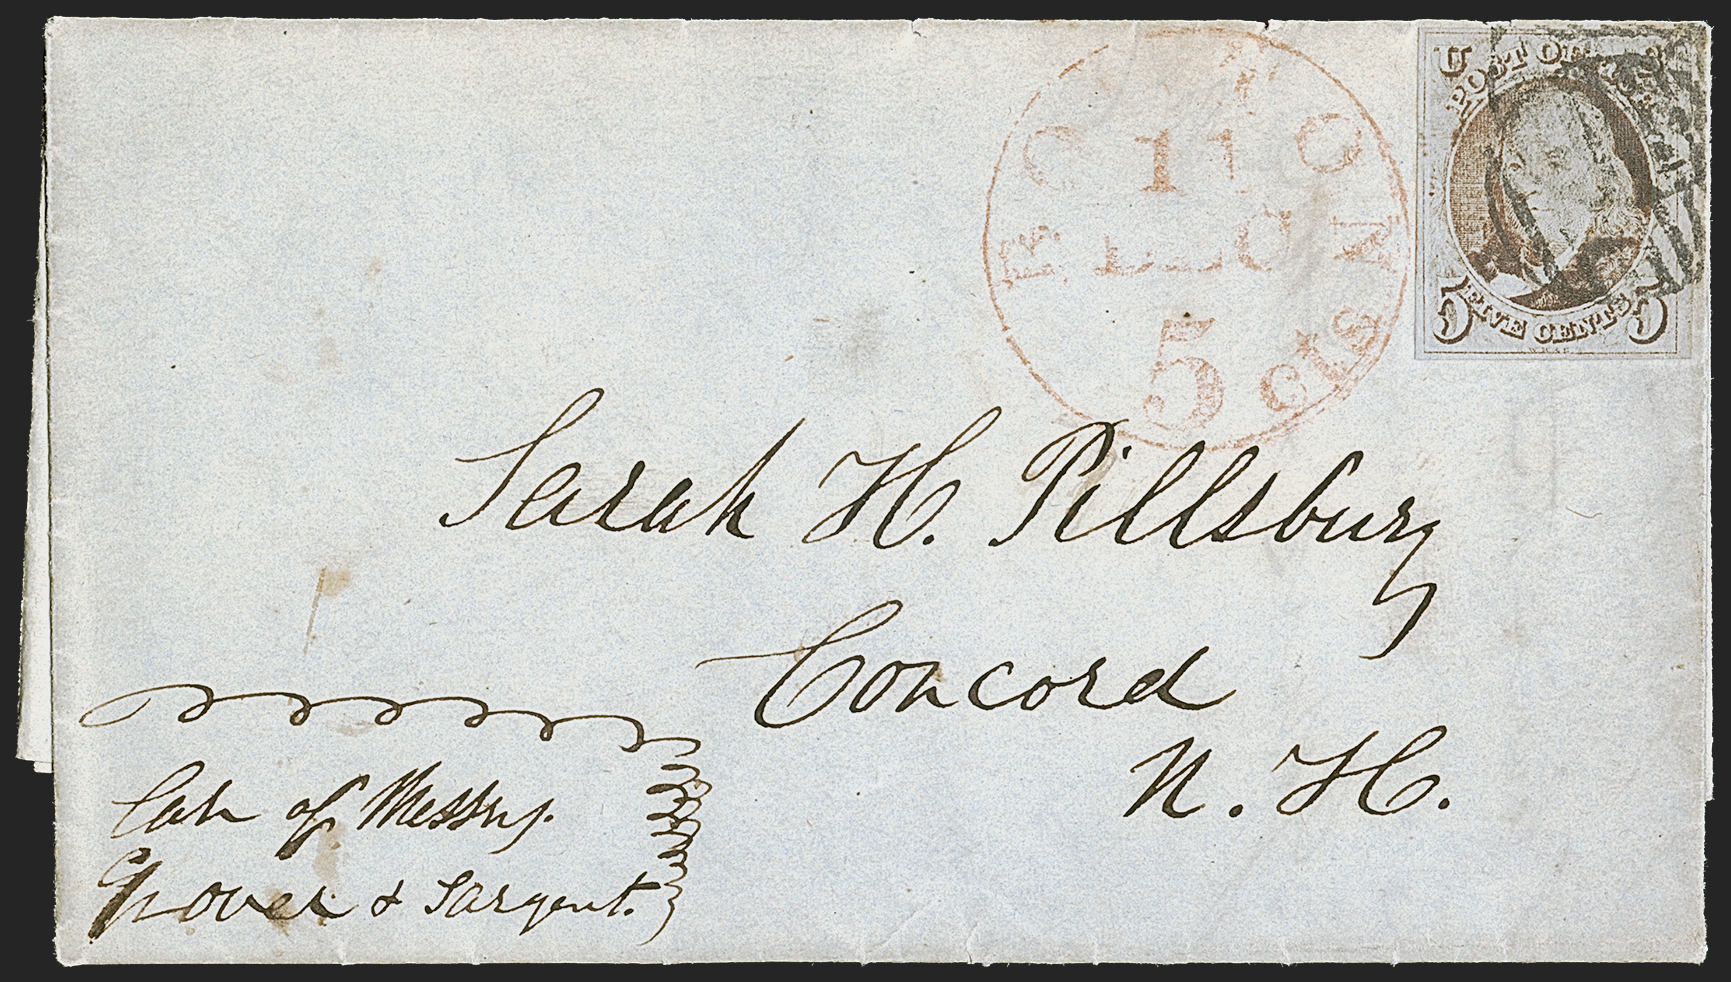 U
POST OFFICE
5 FIVE CENTS 5
BOSTON
11
DEC
5 cts
Sarah H. Pillsbury
Concord
N. H.
Care of Messrs.
Grover & Sargent.